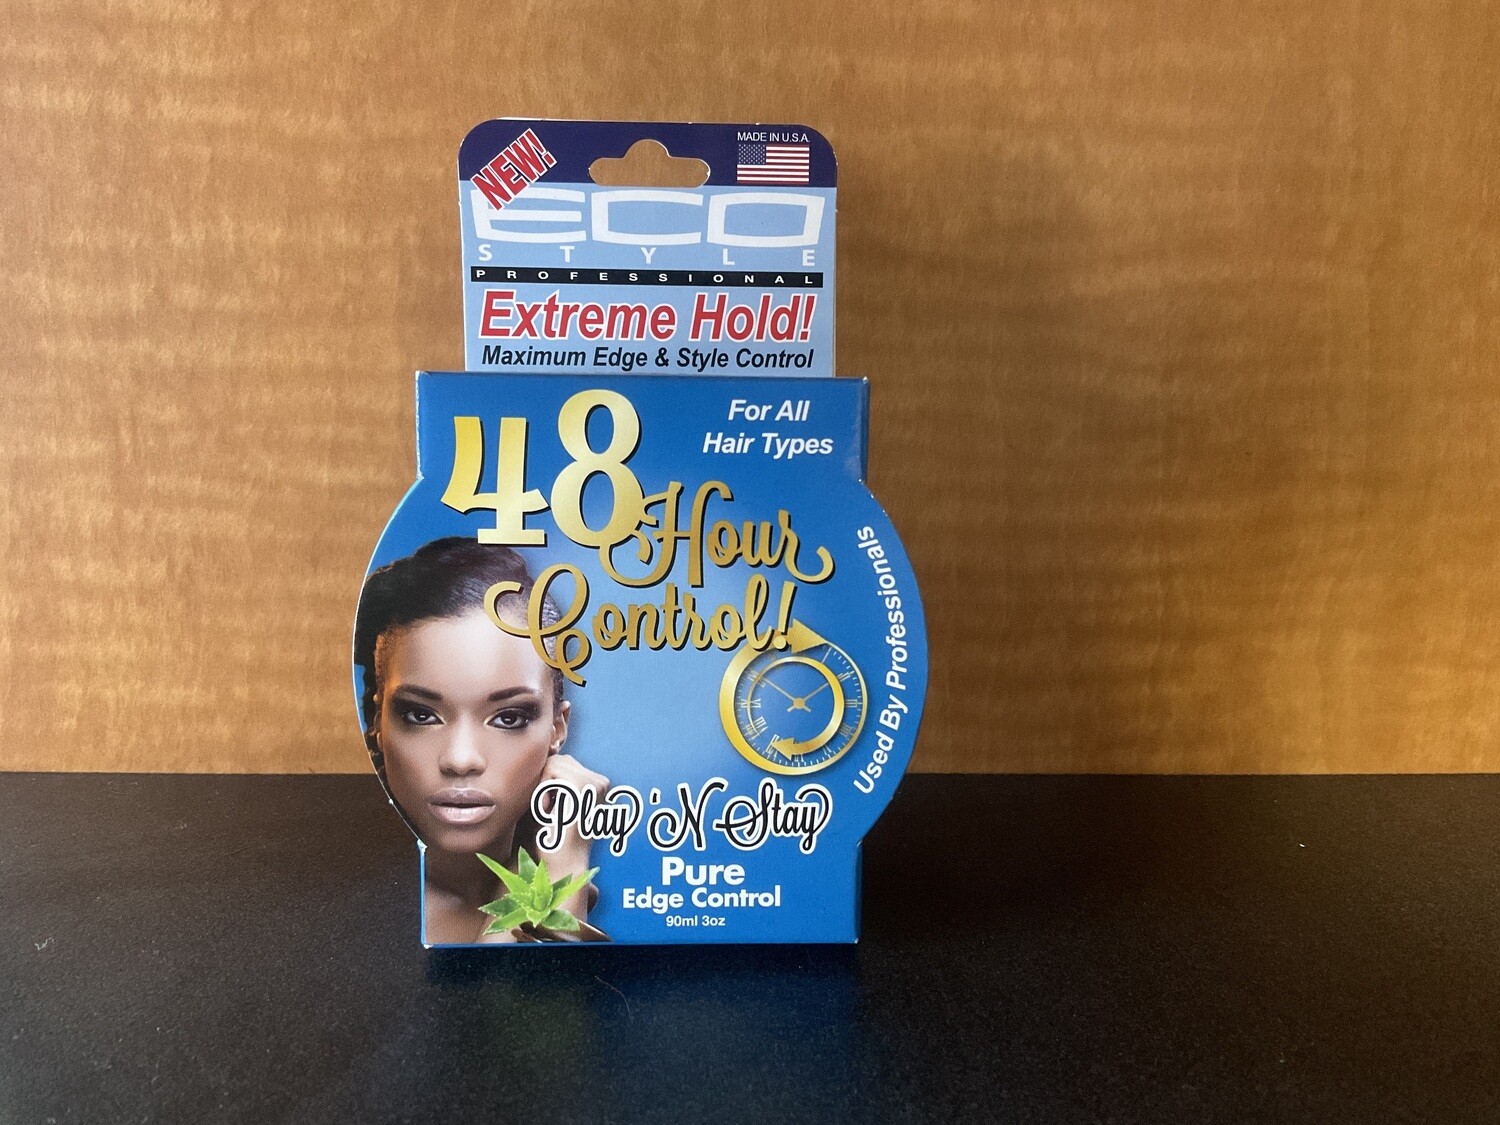 NEW!
MADE IN U.S.A.
ECO
STYLE
PROFESSIONAL
Extreme Hold!
Maximum Edge & Style Control
48
Hour
Control!
For All
Hair Types
Used By Professionals
Play 'N Stay
Pure
Edge Control
90ml 3oz